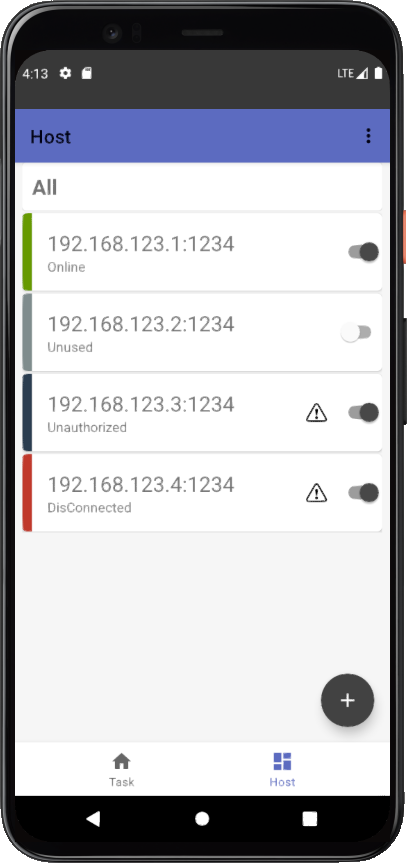 4:13
LTE
Host
All
192.168.123.1:1234
Online
192.168.123.2:1234
Unused
192.168.123.3:1234
Unauthorized
192.168.123.4:1234
DisConnected
Task
Host